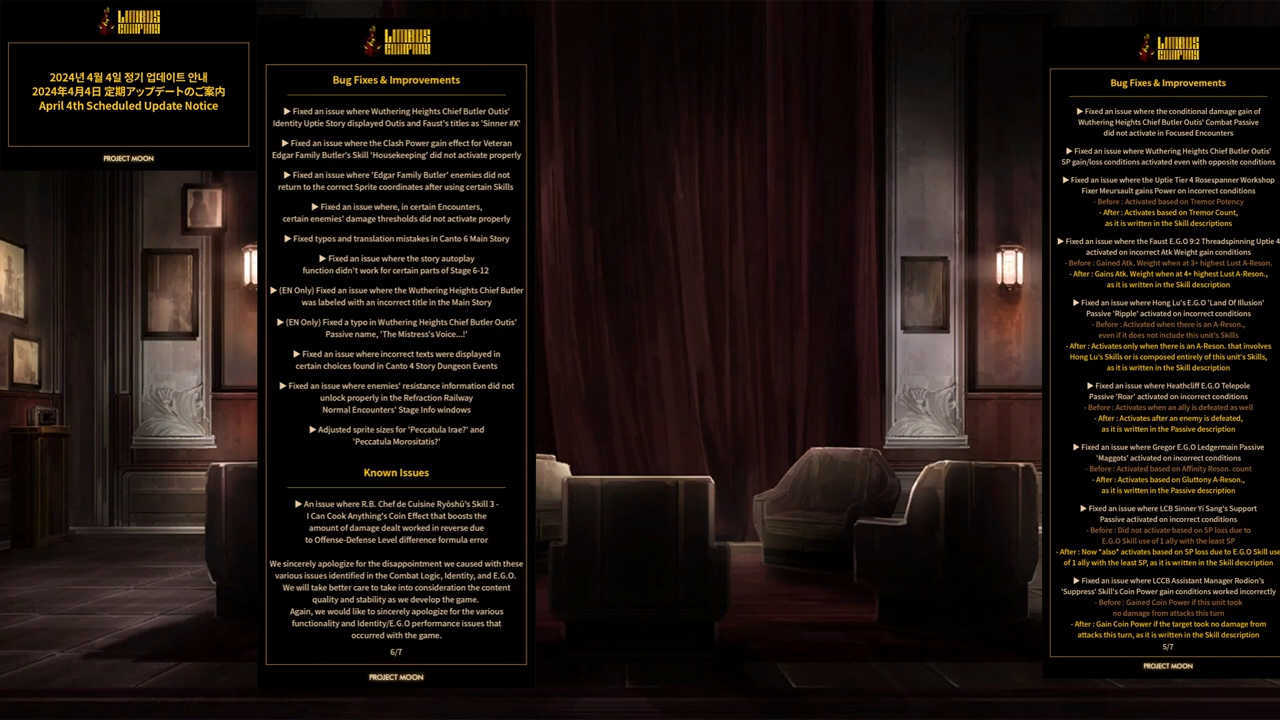 LIMBUS
COMPANY
2024년 4월 4일 정기 업데이트 안내
2024年4月4日 定期アップデートのご案内
April 4th Scheduled Update Notice
PROJECT MOON
LIMBUS
COMPANY
Bug Fixes & Improvements
▶ Fixed an issue where Wuthering Heights Chief Butler Outis'
Identity Uptie Story displayed Outis and Faust's titles as 'Sinner #X'
▶ Fixed an issue where the Clash Power gain effect for Veteran
Edgar Family Butler's Skill 'Housekeeping' did not activate properly
▶ Fixed an issue where 'Edgar Family Butler' enemies did not
return to the correct Sprite coordinates after using certain Skills
▶ Fixed an issue where, in certain Encounters,
certain enemies' damage thresholds did not activate properly
▶ Fixed typos and translation mistakes in Canto 6 Main Story
▶ Fixed an issue where the story autoplay
function didn't work for certain parts of Stage 6-12
▶ (EN Only) Fixed an issue where the Wuthering Heights Chief Butler
was labeled with an incorrect title in the Main Story
▶ (EN Only) Fixed a typo in Wuthering Heights Chief Butler Outis'
Passive name, 'The Mistress's Voice...!'
▶ Fixed an issue where incorrect texts were displayed in
certain choices found in Canto 4 Story Dungeon Events
▶ Fixed an issue where enemies' resistance information did not
unlock properly in the Refraction Railway
Normal Encounters' Stage Info windows
▶ Adjusted sprite sizes for 'Peccatula Irae?' and
'Peccatula Morositatis?'
Known Issues
▶ An issue where R.B. Chef de Cuisine Ryōshū's Skill 3 -
I Can Cook Anything's Coin Effect that boosts the
amount of damage dealt worked in reverse due
to Offense-Defense Level difference formula error
We sincerely apologize for the disappointment we caused with these
various issues identified in the Combat Logic, Identity, and E.G.O.
We will take better care to take into consideration the content
quality and stability as we develop the game.
Again, we would like to sincerely apologize for the various
functionality and Identity/E.G.O performance issues that
occurred with the game.
6/7
PROJECT MOON
LIMBUS
COMPANY
Bug Fixes & Improvements
▶ Fixed an issue where the conditional damage gain of
Wuthering Heights Chief Butler Outis' Combat Passive
did not activate in Focused Encounters
▶ Fixed an issue where Wuthering Heights Chief Butler Outis'
SP gain/loss conditions activated even with opposite conditions
▶ Fixed an issue where the Uptie Tier 4 Rosespanner Workshop
Fixer Meursault gains Power on incorrect conditions
- Before : Activated based on Tremor Potency
- After : Activates based on Tremor Count,
as it is written in the Skill descriptions
▶ Fixed an issue where the Faust E.G.O 9:2 Threadspinning Uptie 4
activated on incorrect Atk Weight gain conditions
- Before : Gained Atk. Weight when at 3+ highest Lust A-Reson.
- After : Gains Atk. Weight when at 4+ highest Lust A-Reson.,
as it is written in the Skill description
▶ Fixed an issue where Hong Lu's E.G.O 'Land Of Illusion'
Passive 'Ripple' activated on incorrect conditions
- Before : Activated when there is an A-Reson.,
even if it does not include this unit's Skills
- After : Activates only when there is an A-Reson. that involves
Hong Lu's Skills or is composed entirely of this unit's Skills,
as it is written in the Skill description
▶ Fixed an issue where Heathcliff E.G.O Telepole
Passive 'Roar' activated on incorrect conditions
- Before : Activates when an ally is defeated as well
- After : Activates after an enemy is defeated,
as it is written in the Passive description
▶ Fixed an issue where Gregor E.G.O Ledgermain Passive
'Maggots' activated on incorrect conditions
- Before : Activated based on Affinity Reson. count
- After : Activates based on Gluttony A-Reson.,
as it is written in the Passive description
▶ Fixed an issue where LCB Sinner Yi Sang's Support
Passive activated on incorrect conditions
- Before : Did not activate based on SP loss due to
E.G.O Skill use of 1 ally with the least SP
- After : Now *also* activates based on SP loss due to E.G.O Skill use
of 1 ally with the least SP, as it is written in the Skill description
▶ Fixed an issue where LCCB Assistant Manager Rodion's
'Suppress' Skill's Coin Power gain conditions worked incorrectly
- Before : Gained Coin Power if this unit took
no damage from attacks this turn
- After : Gain Coin Power if the target took no damage from
attacks this turn, as it is written in the Skill description
5/7
PROJECT MOON